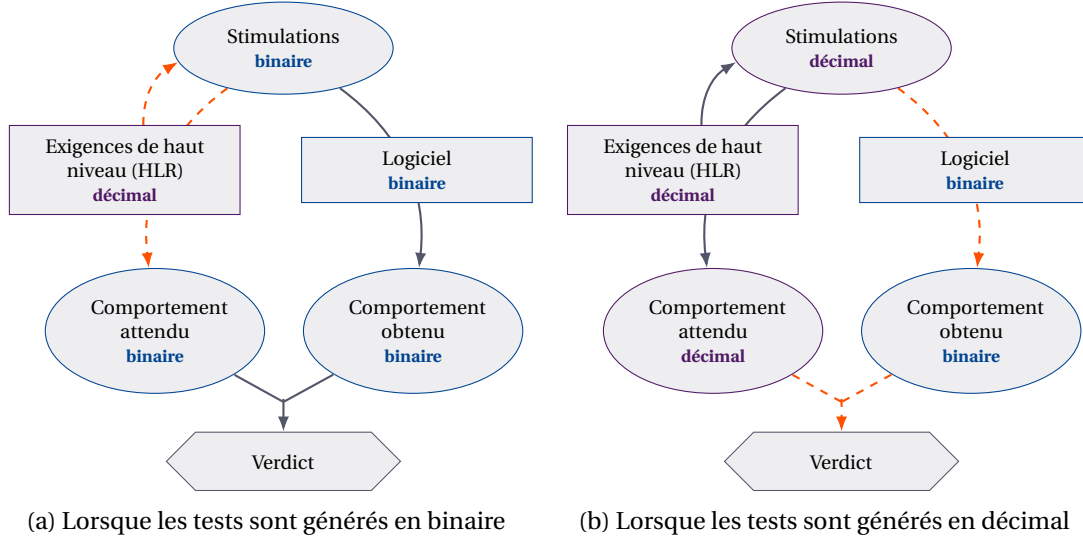 Stimulations
binaire
Exigences de haut
niveau (HLR)
décimal
Logiciel
binaire
Comportement
attendu
binaire
Comportement
obtenu
binaire
Verdict
(a) Lorsque les tests sont générés en binaire
Stimulations
décimal
Exigences de haut
niveau (HLR)
décimal
Logiciel
binaire
Comportement
attendu
décimal
Comportement
obtenu
binaire
Verdict
(b) Lorsque les tests sont générés en décimal